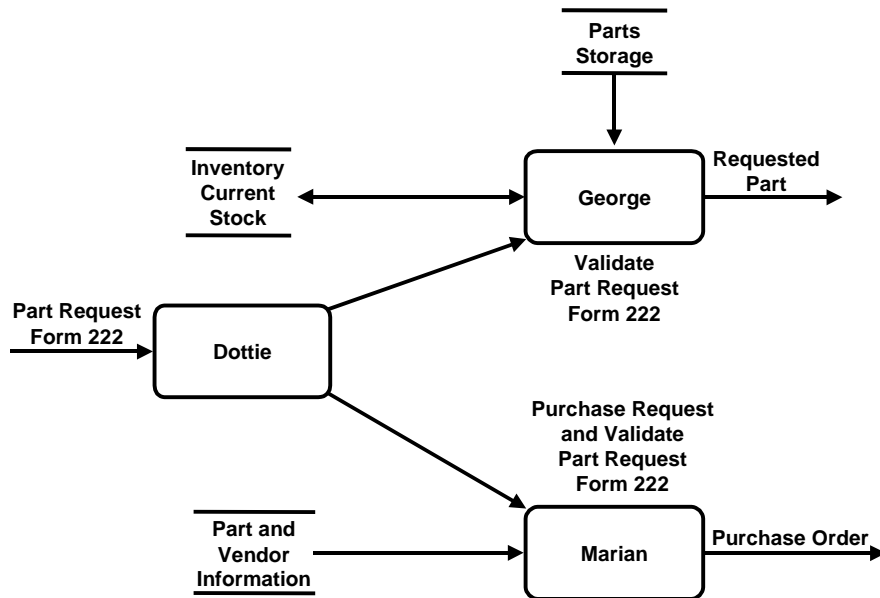 Parts
Storage
Inventory
Current
Stock
George
Requested
Part
Validate
Part Request
Form 222
Part Request
Form 222
Dottie
Purchase Request
and Validate
Part Request
Form 222
Part and
Vendor
Information
Marian
Purchase Order